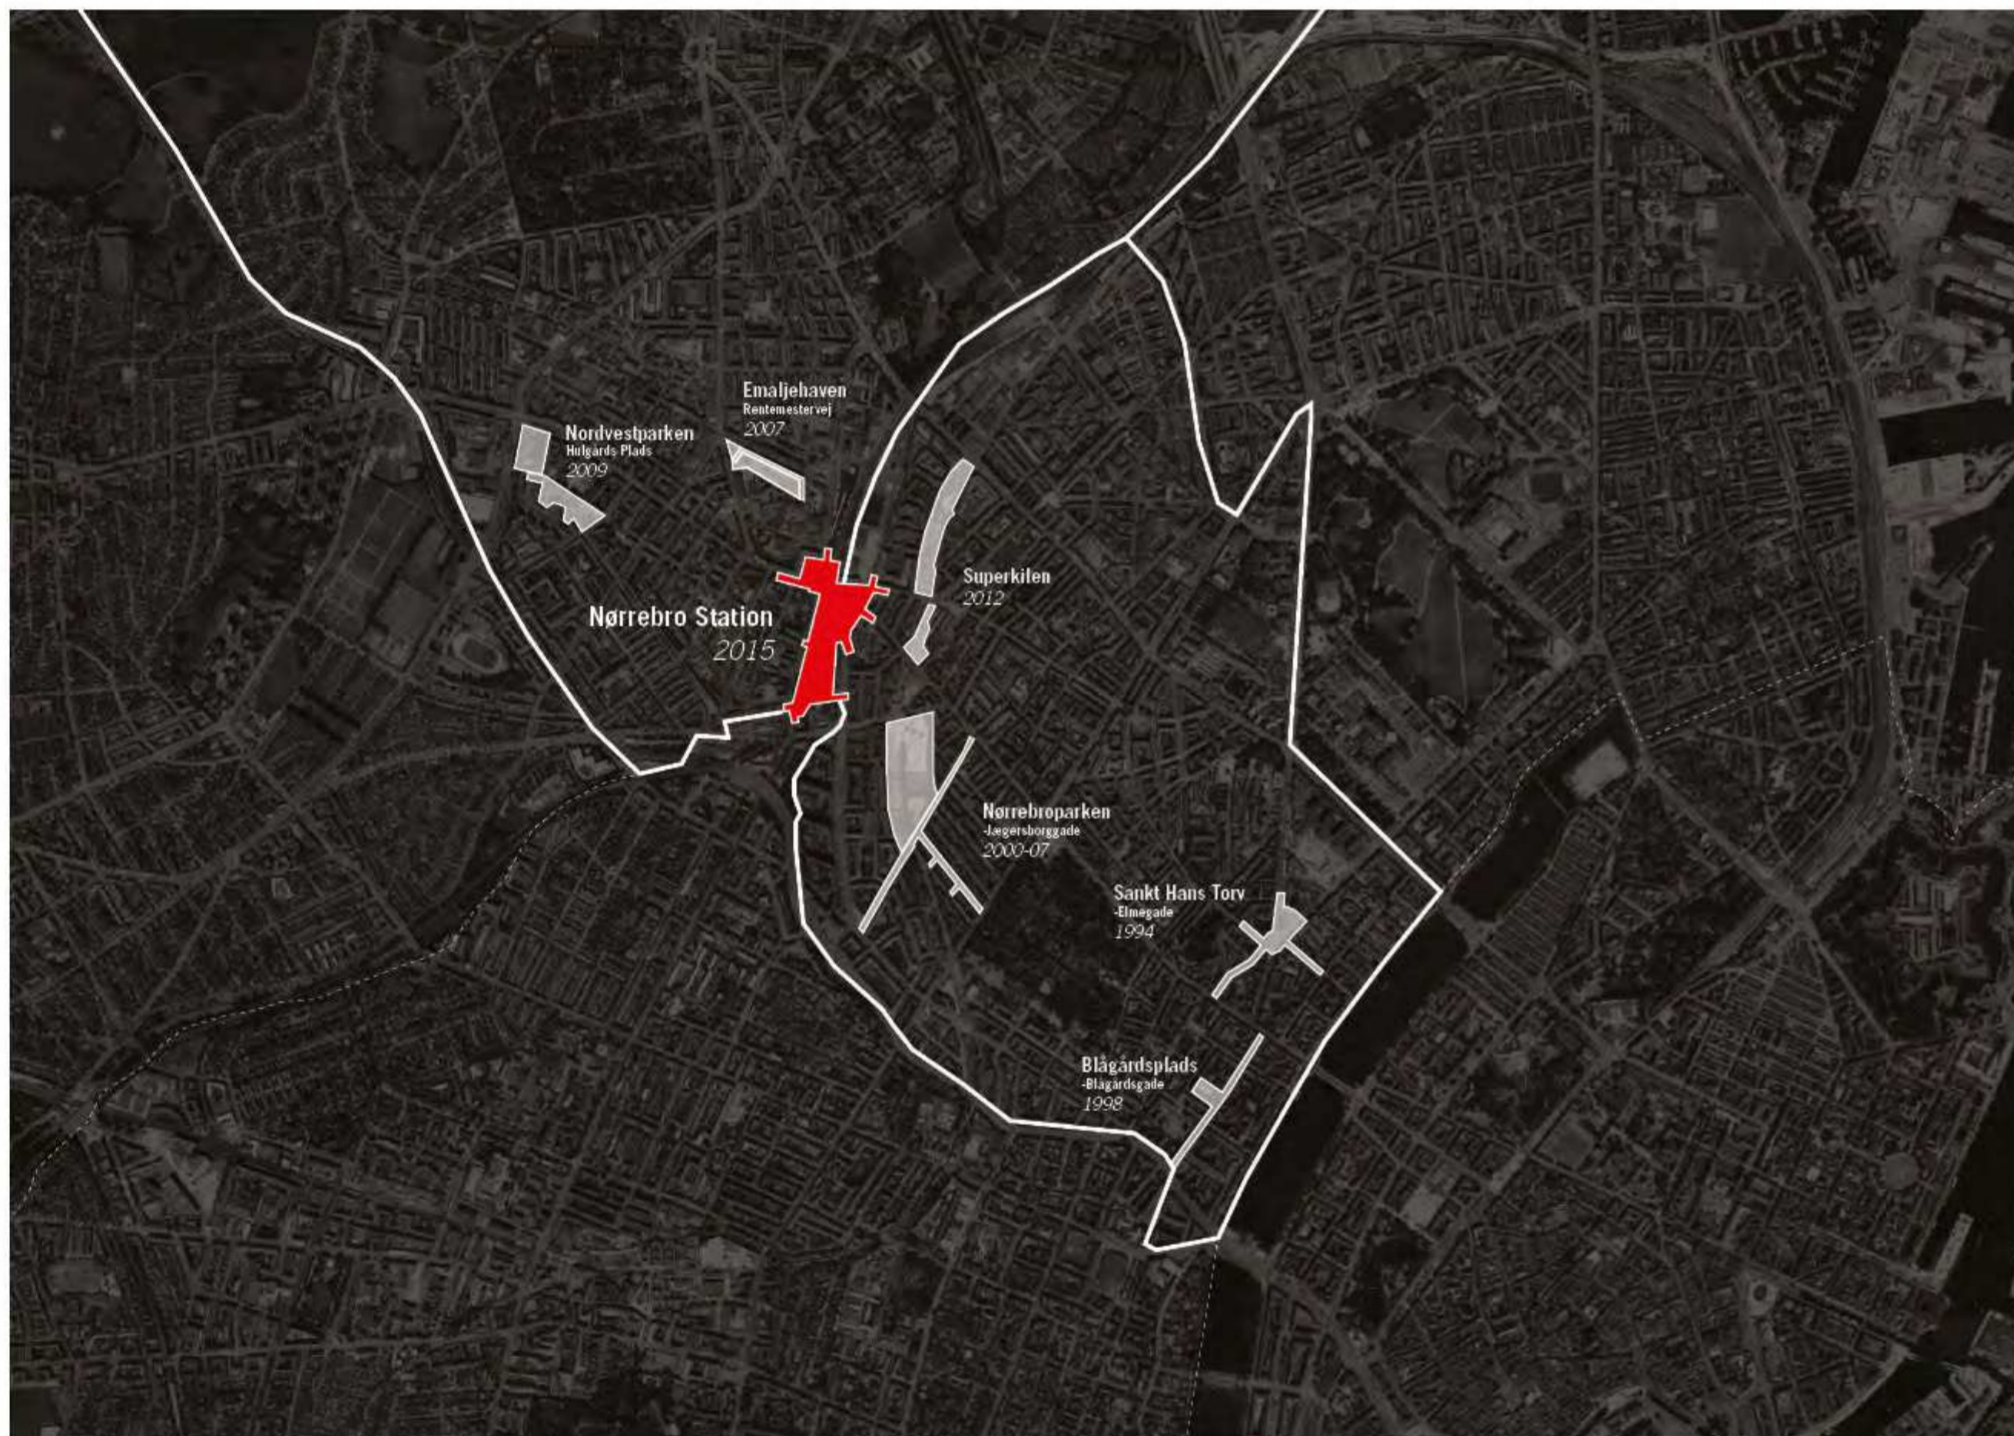 Emaljehaven
Rentemestervej
2007
Nordvestparken
Hulgårds Plads
2009
Superkilen
2012
Nørrebro Station
2015
Nørrebroparken
-Jægersborggade
2000-07
Sankt Hans Torv
-Elmegade
1994
Blågårdsplads
-Blågårdsgade
1998